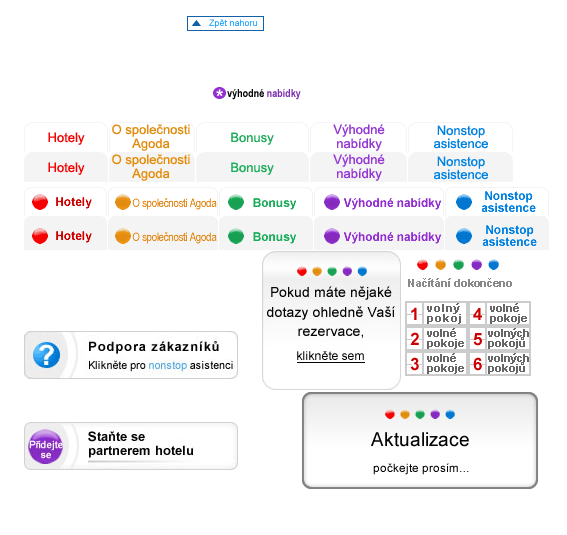 Zpět nahoru
výhodné nabídky
Hotely
O společnosti
Agoda
Bonusy
Výhodné
nabídky
Nonstop
asistence
Hotely
O společnosti
Agoda
Bonusy
Výhodné
nabídky
Nonstop
asistence
Hotely
O společnosti Agoda
Bonusy
Výhodné nabídky
Nonstop
asistence
Hotely
O společnosti Agoda
Bonusy
Výhodné nabídky
Nonstop
asistence
Pokud máte nějaké
dotazy ohledně Vaší
rezervace,
klikněte sem
Načítání dokončeno
1 volný
pokoj
4 volné
pokoje
2 volné
pokoje
5 volných
pokojů
3 volné
pokoje
6 volných
pokojů
Podpora zákazníků
Klikněte pro nonstop asistenci
Aktualizace
počkejte prosím...
Přidejte
se
Staňte se
partnerem hotelu